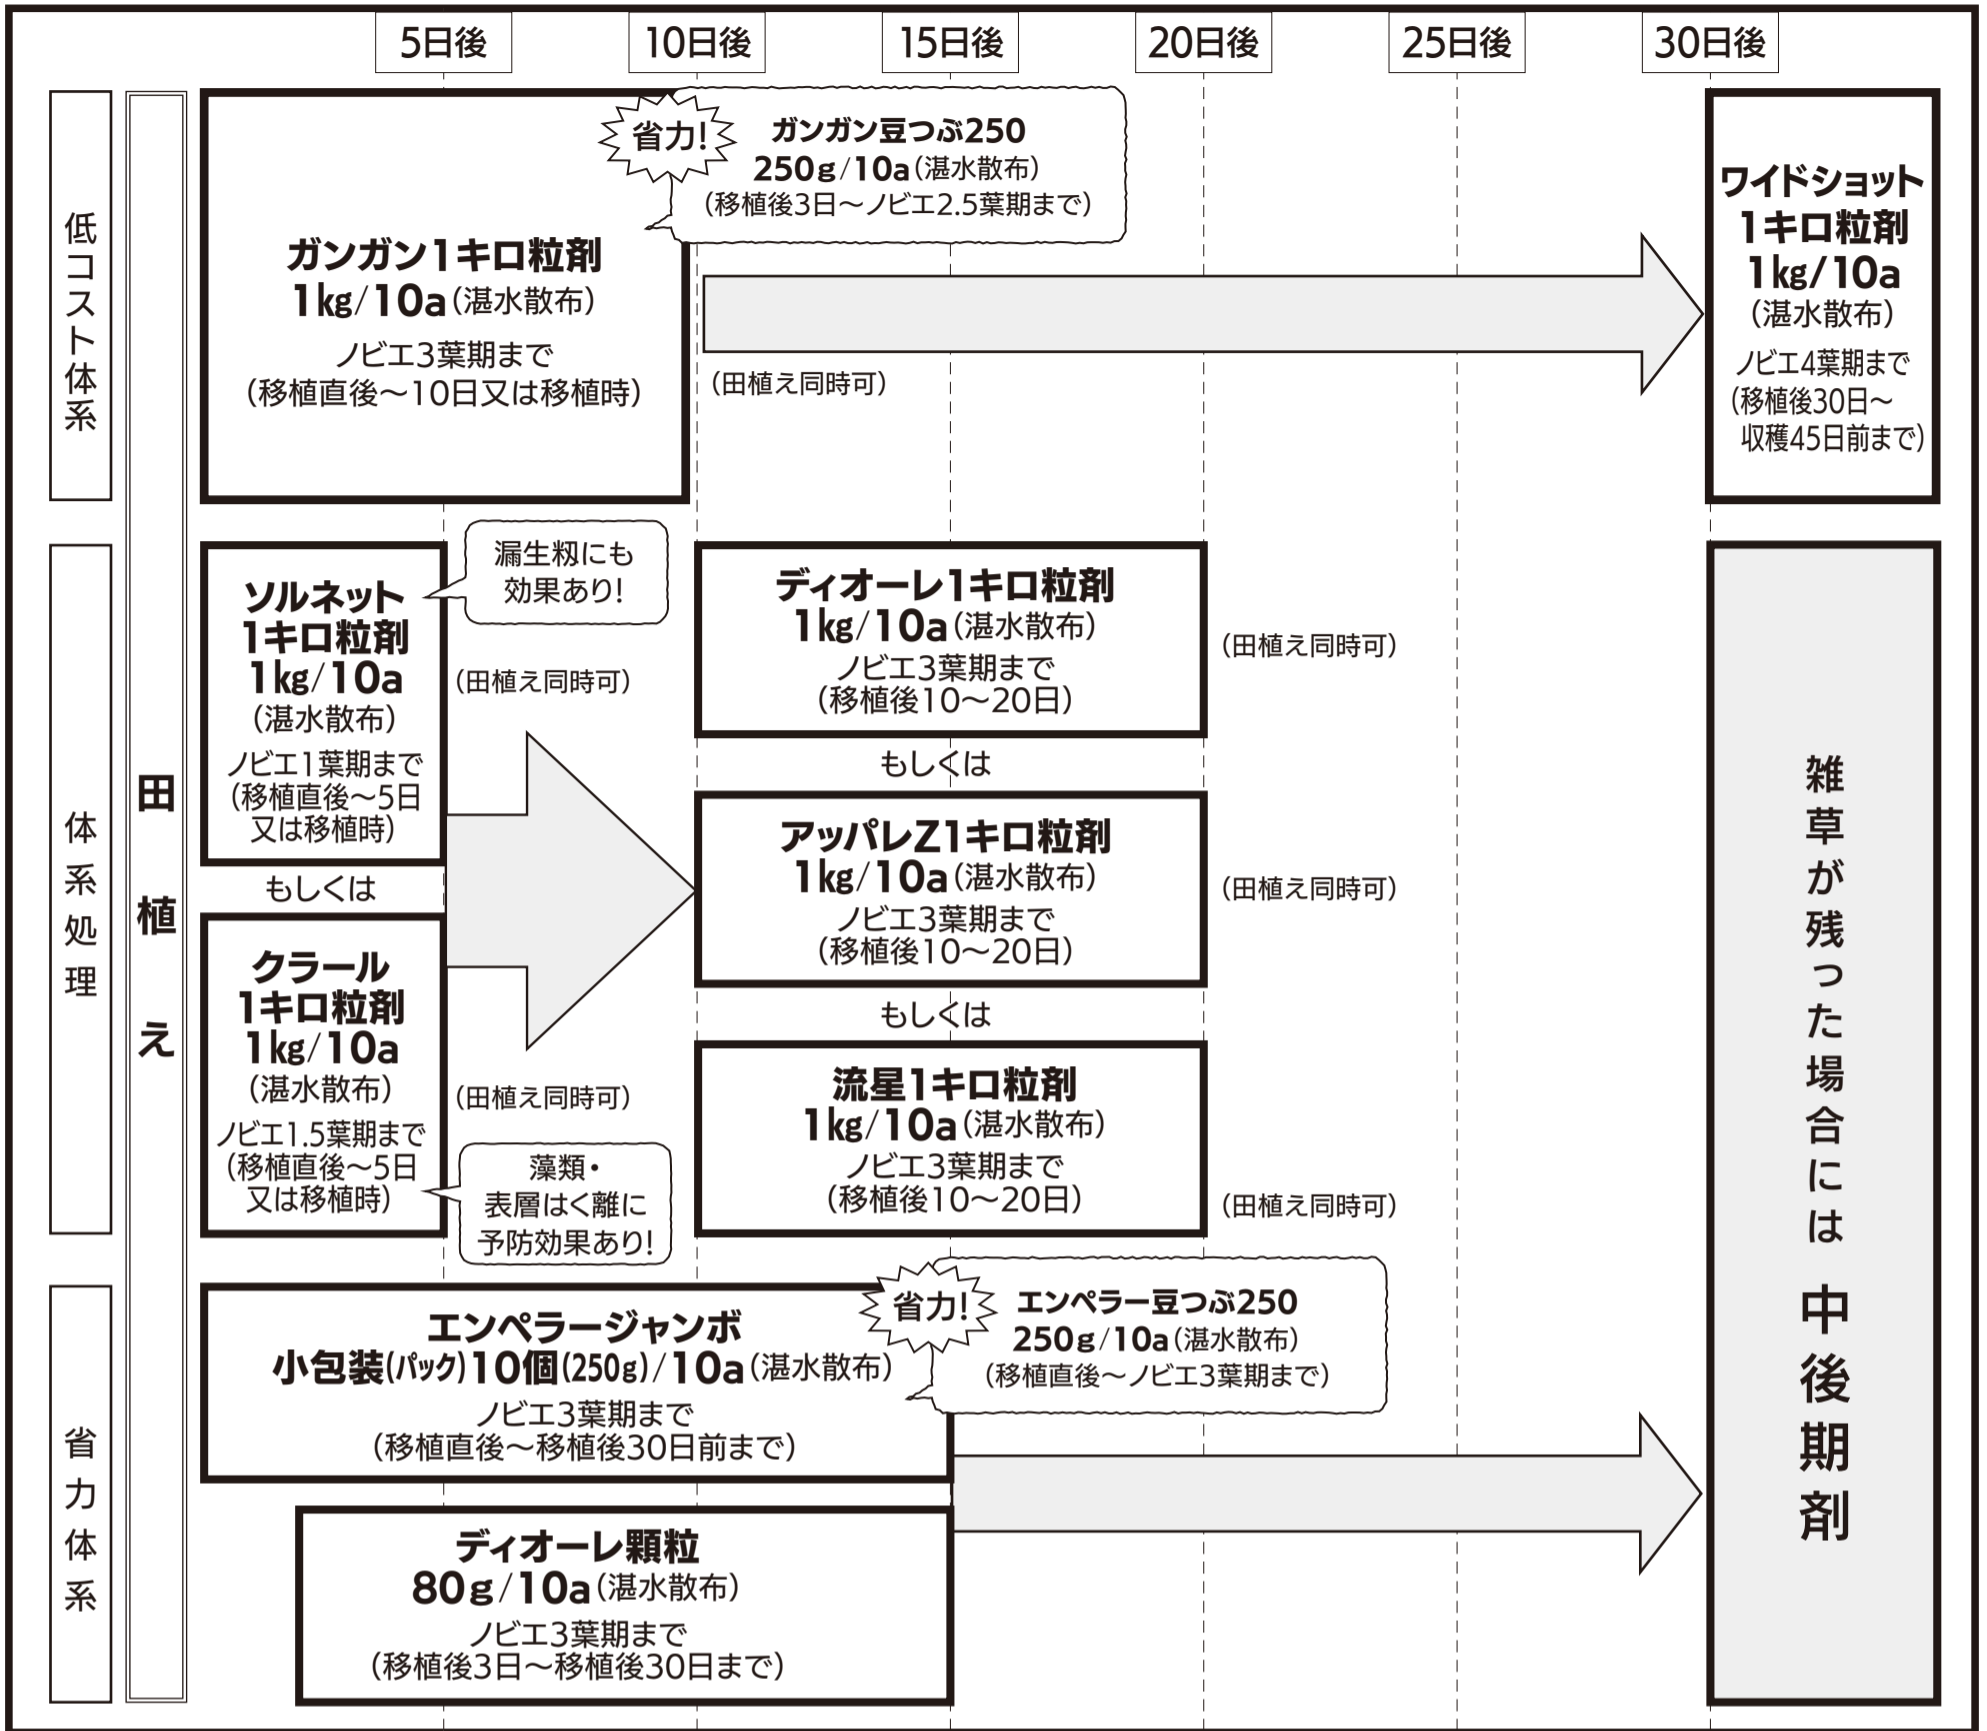 5日後
10日後
15日後
20日後
25日後
30日後
低コスト体系
体系処理
省力体系
田植え
ガンガン1キロ粒剤
1kg/10a(湛水散布)
ノビエ3葉期まで
(移植直後〜10日又は移植時)
省力!
ガンガン豆つぶ250
250g/10a(湛水散布)
(移植後3日〜ノビエ2.5葉期まで)
(田植え同時可)
ワイドショット
1キロ粒剤
1kg/10a
(湛水散布)
ノビエ4葉期まで
(移植後30日〜
収穫45日前まで)
ソルネット
1キロ粒剤
1kg/10a
(湛水散布)
ノビエ1葉期まで
(移植直後〜5日
又は移植時)
漏生籾にも
効果あり!
(田植え同時可)
もしくは
クラール
1キロ粒剤
1kg/10a
(湛水散布)
ノビエ1.5葉期まで
(移植直後〜5日
又は移植時)
(田植え同時可)
藻類・
表層はく離に
予防効果あり!
ディオーレ1キロ粒剤
1kg/10a(湛水散布)
ノビエ3葉期まで
(移植後10〜20日)
(田植え同時可)
もしくは
アッパレZ1キロ粒剤
1kg/10a(湛水散布)
ノビエ3葉期まで
(移植後10〜20日)
(田植え同時可)
もしくは
流星1キロ粒剤
1kg/10a(湛水散布)
ノビエ3葉期まで
(移植後10〜20日)
(田植え同時可)
エンペラージャンボ
小包装(パック)10個(250g)/10a(湛水散布)
ノビエ3葉期まで
(移植直後〜移植後30日前まで)
省力!
エンペラー豆つぶ250
250g/10a(湛水散布)
(移植直後〜ノビエ3葉期まで)
ディオーレ顆粒
80g/10a(湛水散布)
ノビエ3葉期まで
(移植後3日〜移植後30日まで)
雑草が残った場合には 中後期剤